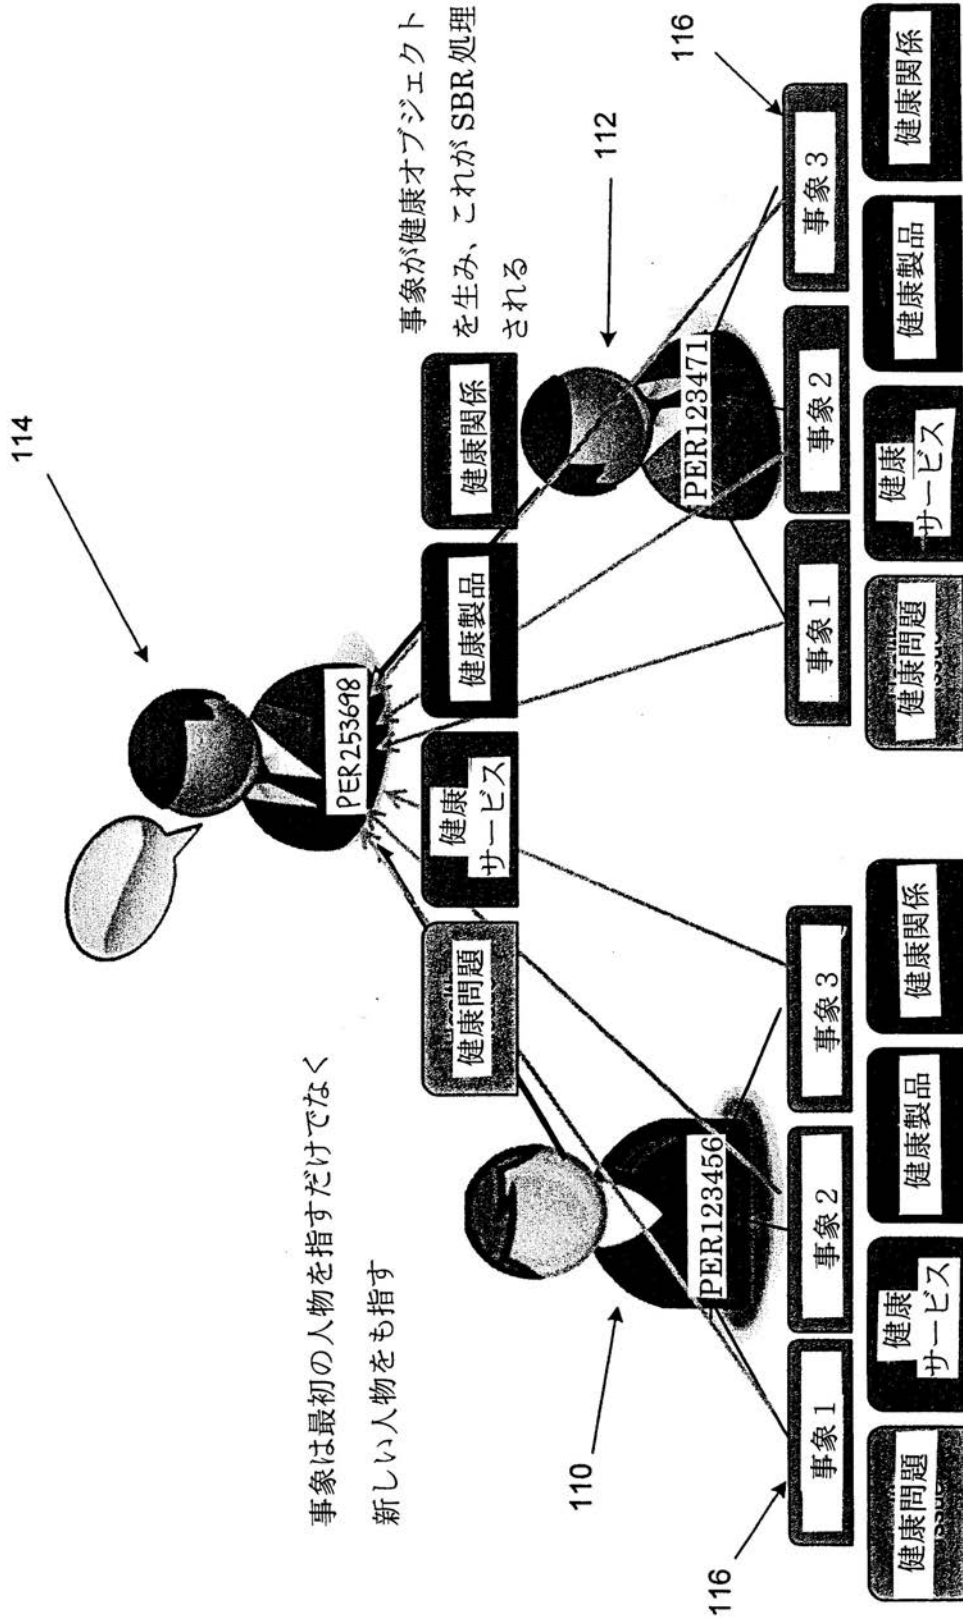 114
事象は最初の人物を指すだけでなく
新しい人物をも指す
PER253698
事象が健康オブジェクト
を生み、これが SBR 処理
される
健康問題
健康
サービス
健康製品
健康関係
110
PER123456
112
PER123471
116
事象1
事象2
事象3
事象1
事象2
事象3
116
健康問題
健康
サービス
健康製品
健康関係
健康問題
健康
サービス
健康製品
健康関係